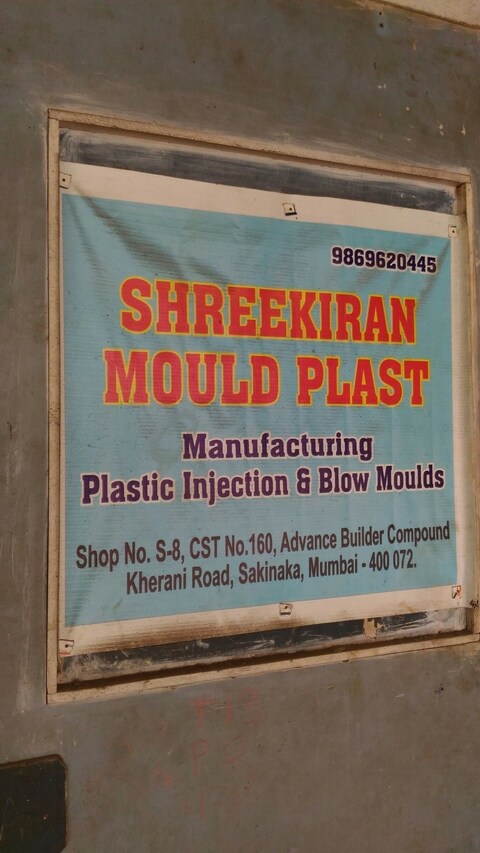 9869620445
SHREEKIRAN
MOULD PLAST
Manufacturing
Plastic Injection & Blow Moulds
Shop No. S-8, CST No.160, Advance Builder Compound
Kherani Road, Sakinaka, Mumbai - 400 072.